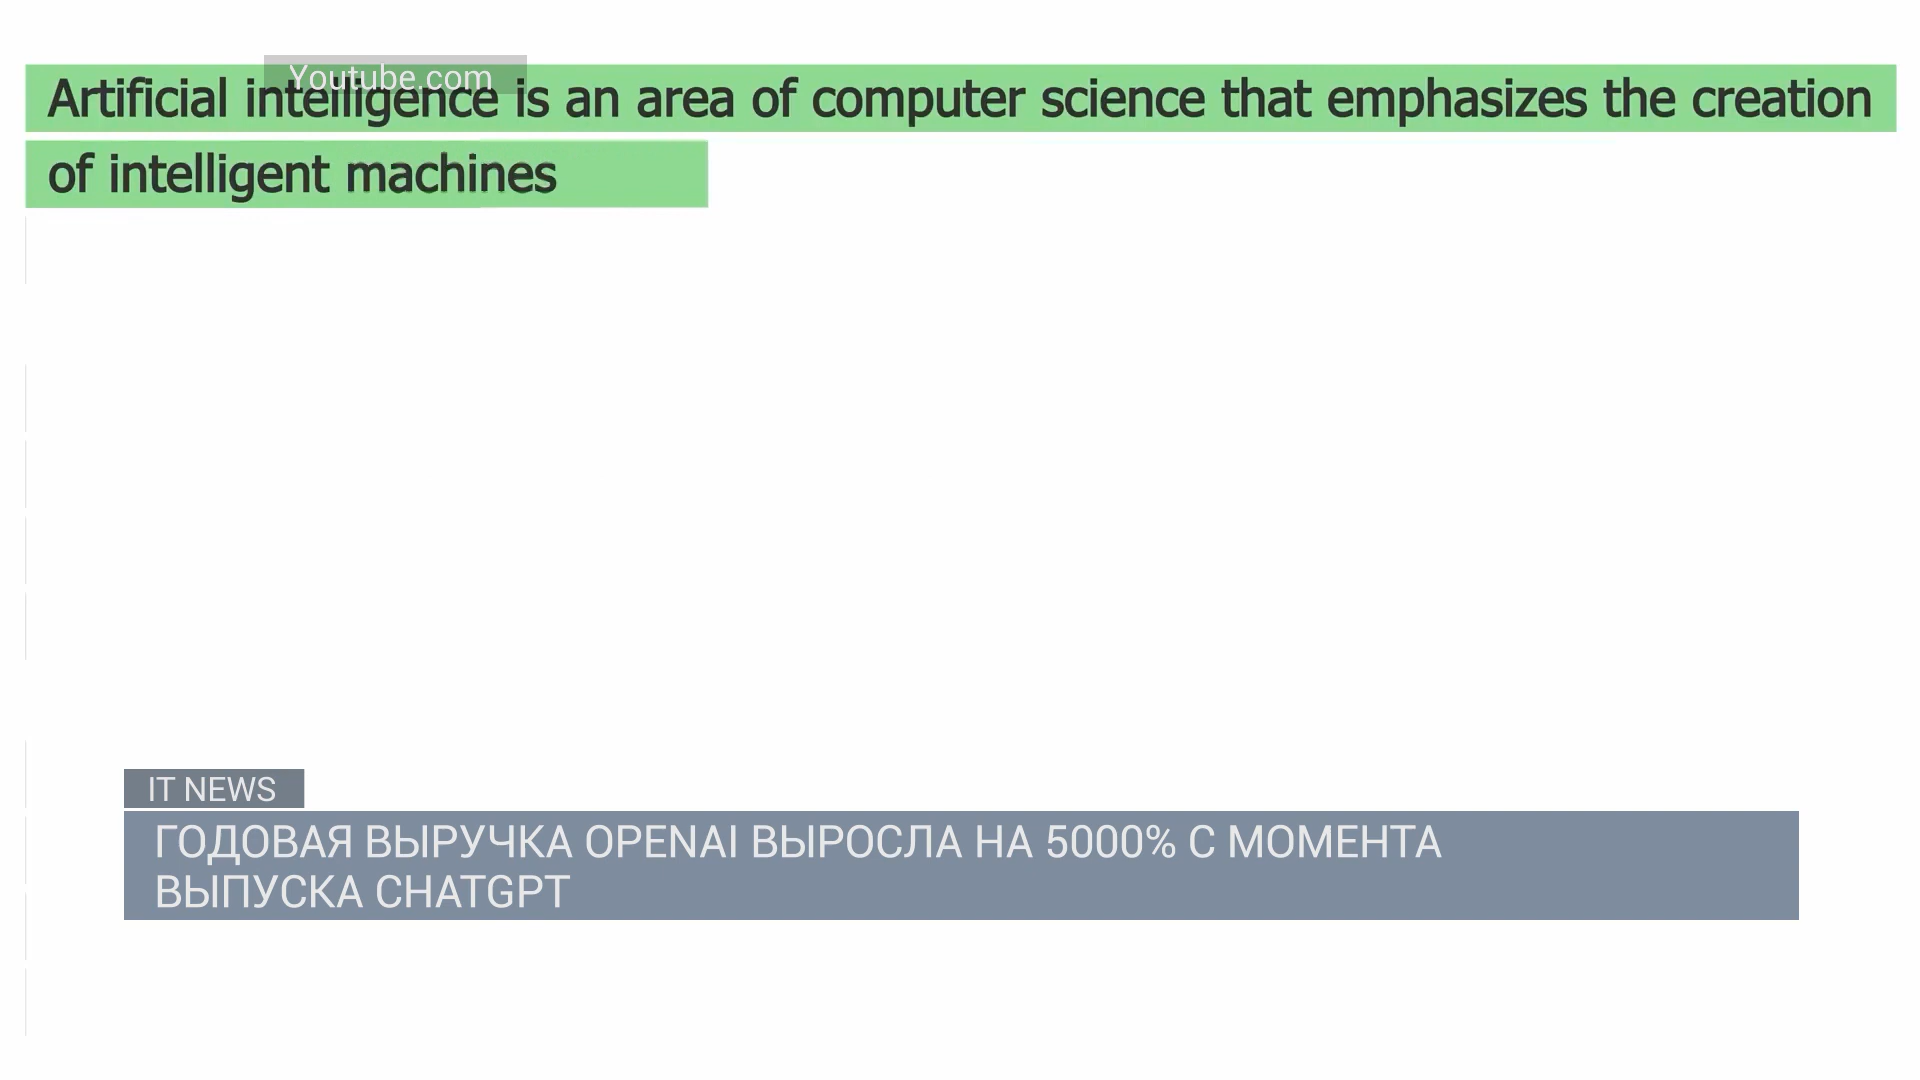 Youtube.com
Artificial intelligence is an area of computer science that emphasizes the creation
of intelligent machines
IT NEWS
ГОДОВАЯ ВЫРУЧКА OPENAI ВЫРОСЛА НА 5000% С МОМЕНТА
ВЫПУСКА CHATGPT